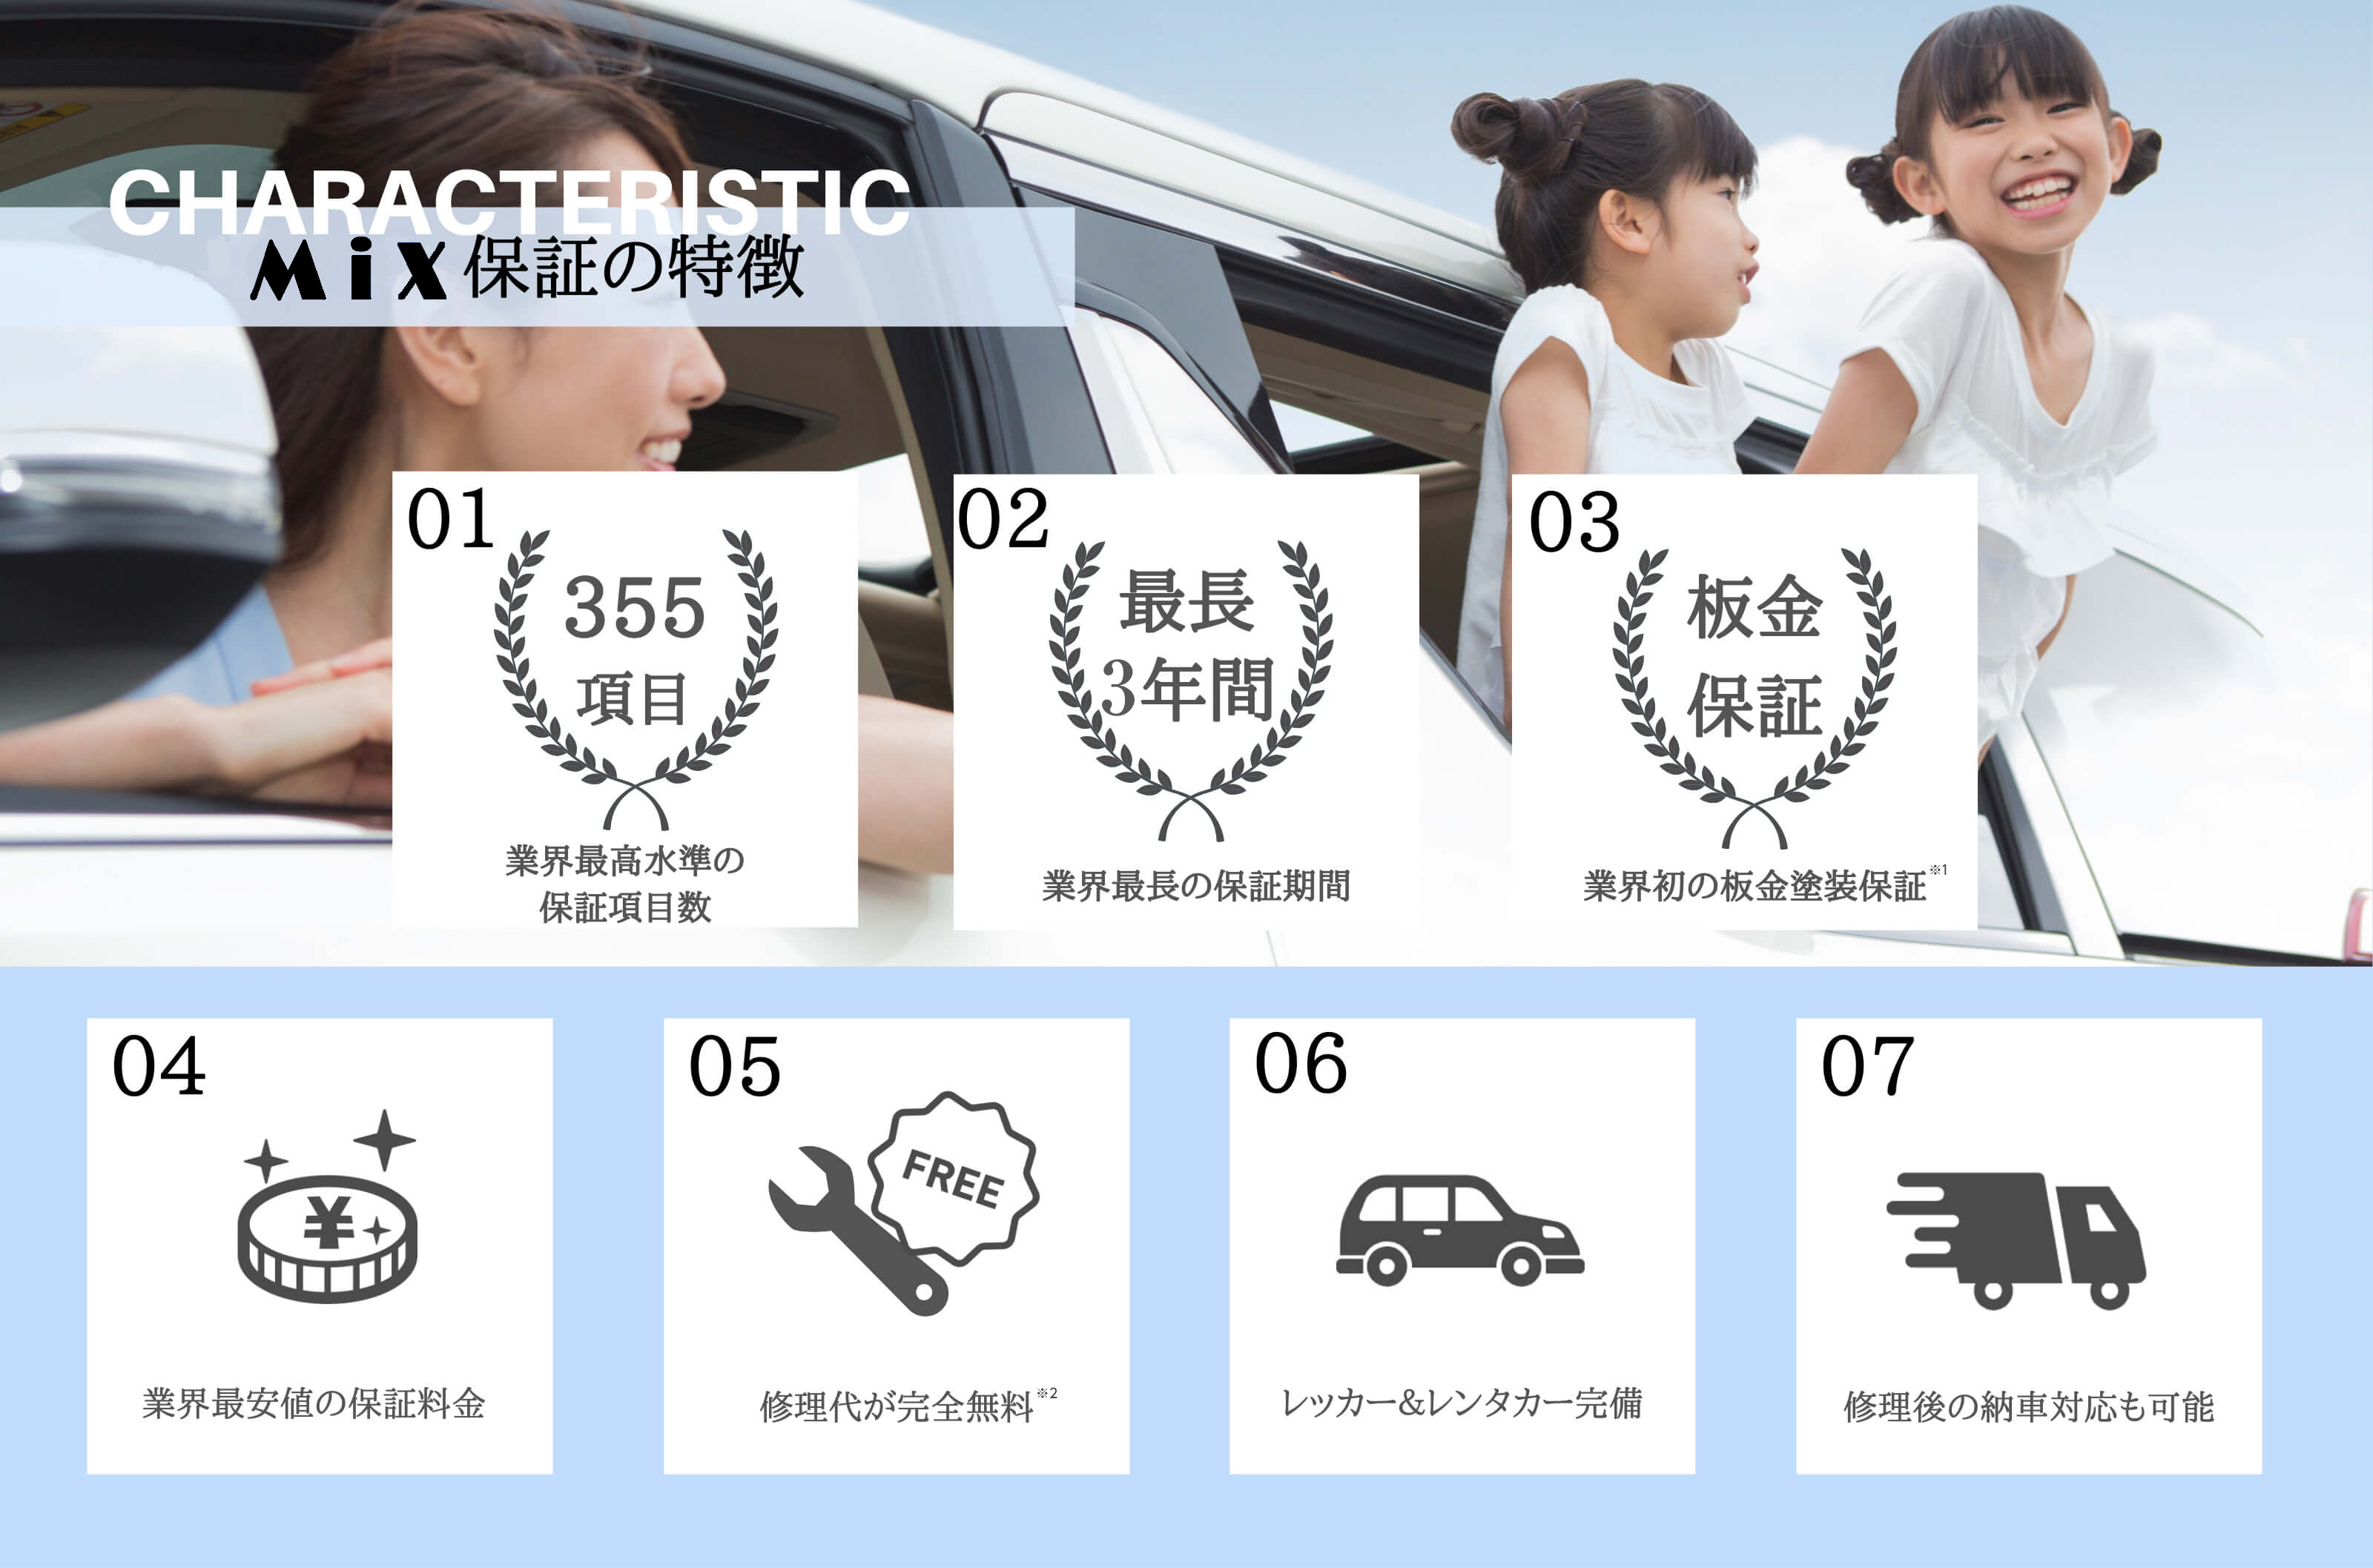 CHARACTERISTIC
MiX保証の特徴
01
355
項目
業界最高水準の
保証項目数
02
最長
3年間
業界最長の保証期間
03
板金
保証
業界初の板金塗装保証※1
04
¥
業界最安値の保証料金
05
FREE
修理代が完全無料※2
06
レッカー&レンタカー完備
07
修理後の納車対応も可能